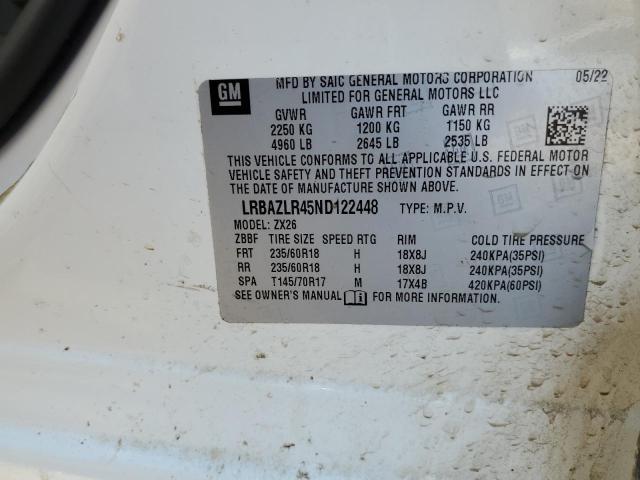 GM
MFD BY SAIC GENERAL MOTORS CORPORATION 05/22
LIMITED FOR GENERAL MOTORS LLC
GVWR GAWR FRT GAWR RR
2250 KG 1200 KG 1150 KG
4960 LB 2645 LB 2535 LB
THIS VEHICLE CONFORMS TO ALL APPLICABLE U.S. FEDERAL MOTOR
VEHICLE SAFETY AND THEFT PREVENTION STANDARDS IN EFFECT ON
THE DATE OF MANUFACTURE SHOWN ABOVE.
LRBAZLR45ND122448 TYPE: M.P.V.
MODEL: ZX26
ZBBF TIRE SIZE SPEED RTG RIM COLD TIRE PRESSURE
FRT 235/60R18 H 18X8J 240KPA(35PSI)
RR 235/60R18 H 18X8J 240KPA(35PSI)
SPA T145/70R17 M 17X4B 420KPA(60PSI)
SEE OWNER'S MANUAL i FOR MORE INFORMATION.